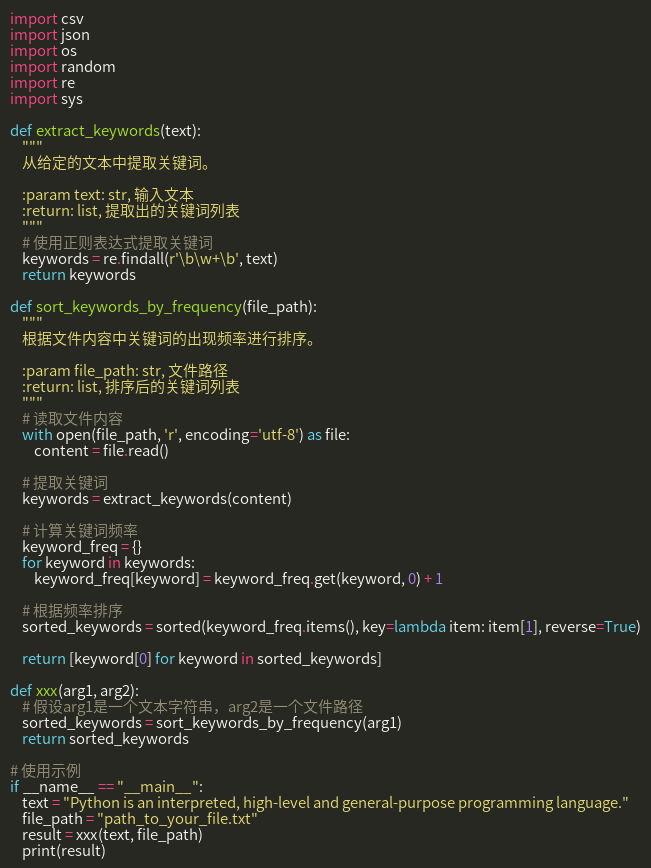 import csv
import json
import os
import random
import re
import sys

def extract_keywords(text):
    """
    从给定的文本中提取关键词。

    :param text: str, 输入文本
    :return: list, 提取出的关键词列表
    """
    # 使用正则表达式提取关键词
    keywords = re.findall(r'\b\w+\b', text)
    return keywords

def sort_keywords_by_frequency(file_path):
    """
    根据文件内容中关键词的出现频率进行排序。

    :param file_path: str, 文件路径
    :return: list, 排序后的关键词列表
    """
    # 读取文件内容
    with open(file_path, 'r', encoding='utf-8') as file:
        content = file.read()

    # 提取关键词
    keywords = extract_keywords(content)

    # 计算关键词频率
    keyword_freq = {}
    for keyword in keywords:
        keyword_freq[keyword] = keyword_freq.get(keyword, 0) + 1

    # 根据频率排序
    sorted_keywords = sorted(keyword_freq.items(), key=lambda item: item[1], reverse=True)

    return [keyword[0] for keyword in sorted_keywords]

def xxx(arg1, arg2):
    # 假设arg1是一个文本字符串，arg2是一个文件路径
    sorted_keywords = sort_keywords_by_frequency(arg1)
    return sorted_keywords

# 使用示例
if __name__ == "__main__":
    text = "Python is an interpreted, high-level and general-purpose programming language."
    file_path = "path_to_your_file.txt"
    result = xxx(text, file_path)
    print(result)